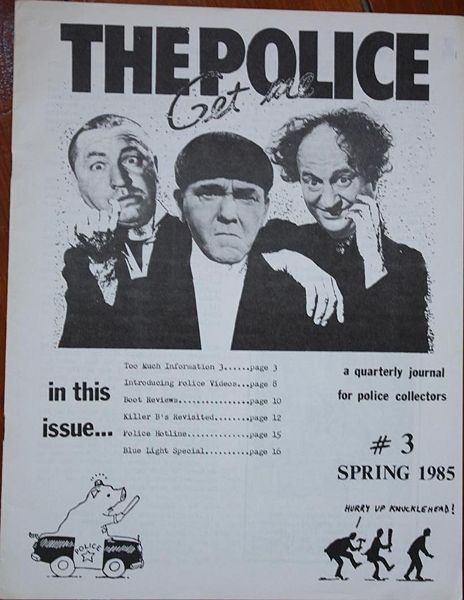 THE POLICE
Get me
Too Much Information 3......page 3
Introducing Police Videos...page 8
Boot Reviews................page 10
Killer B's Revisited........page 12
Police Hotline..............page 15
Blue Light Special..........page 16
in this
issue...
a quarterly journal
for police collectors
# 3
SPRING 1985
HURRY UP KNUCKLEHEAD!
POLICE